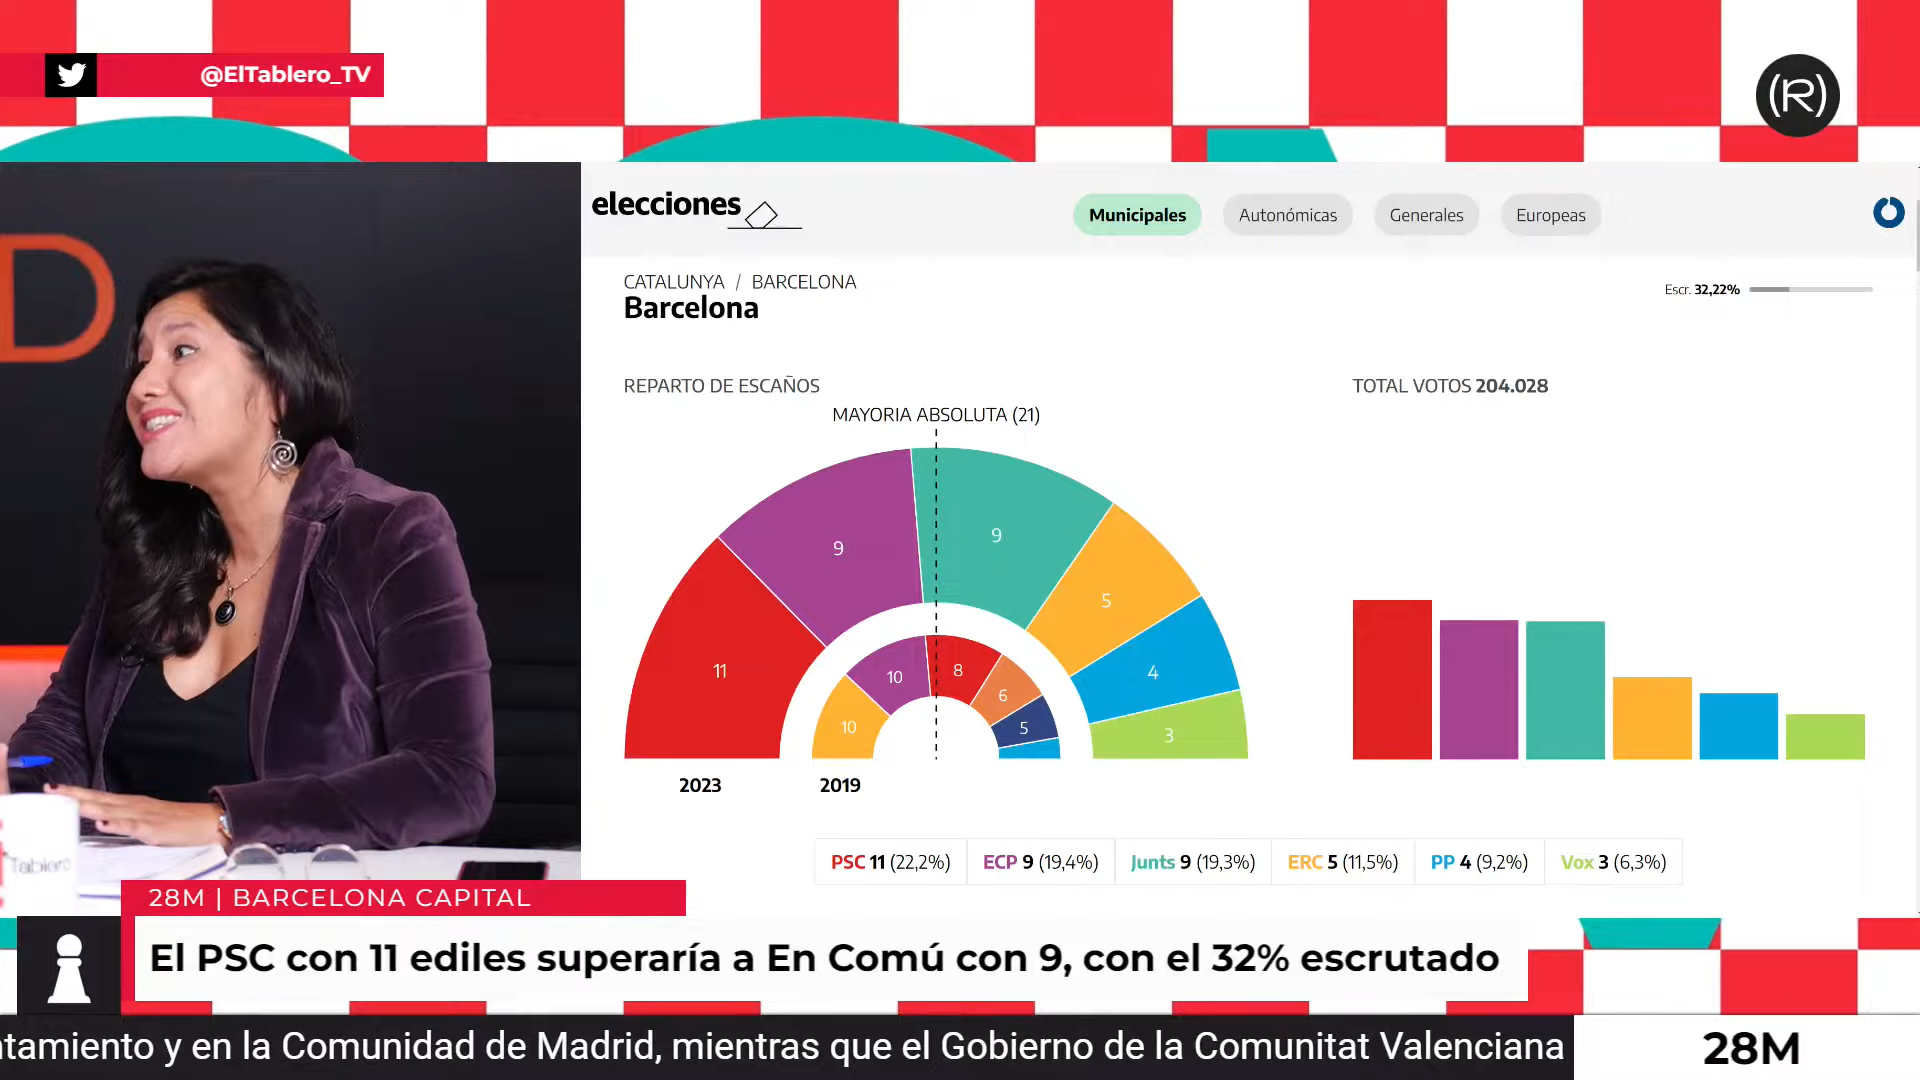 @ElTablero_TV
(R)
D
elecciones
Municipales
Autonómicas
Generales
Europeas
CATALUNYA / BARCELONA
Barcelona
Escr. 32,22%
REPARTO DE ESCAÑOS
TOTAL VOTOS 204.028
MAYORIA ABSOLUTA (21)
11
9
9
5
4
3
10
10
8
6
5
2023
2019
PSC 11 (22,2%)
ECP 9 (19,4%)
Junts 9 (19,3%)
ERC 5 (11,5%)
PP 4 (9,2%)
Vox 3 (6,3%)
Tablero
28M | BARCELONA CAPITAL
El PSC con 11 ediles superaría a En Comú con 9, con el 32% escrutado
ntamiento y en la Comunidad de Madrid, mientras que el Gobierno de la Comunitat Valenciana
28M